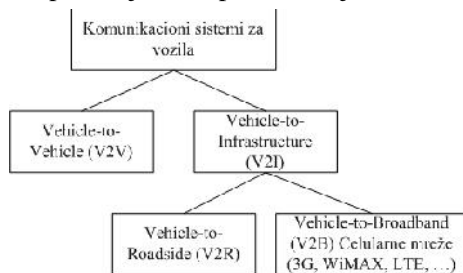 Komunikacioni sistemi za
vozila
Vehicle-to-
Vehicle (V2V)
Vehicle-to-
Infrastructure
(V2I)
Vehicle-to-
Roadside (V2R)
Vehicle-to-Broadband
(V2B) Celularne mreže
(3G, WiMAX, LTE, ...)